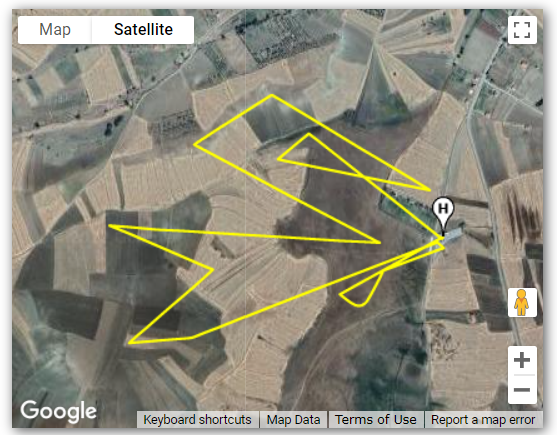 Map Satellite
H
Google
Keyboard shortcuts Map Data Terms of Use Report a map error